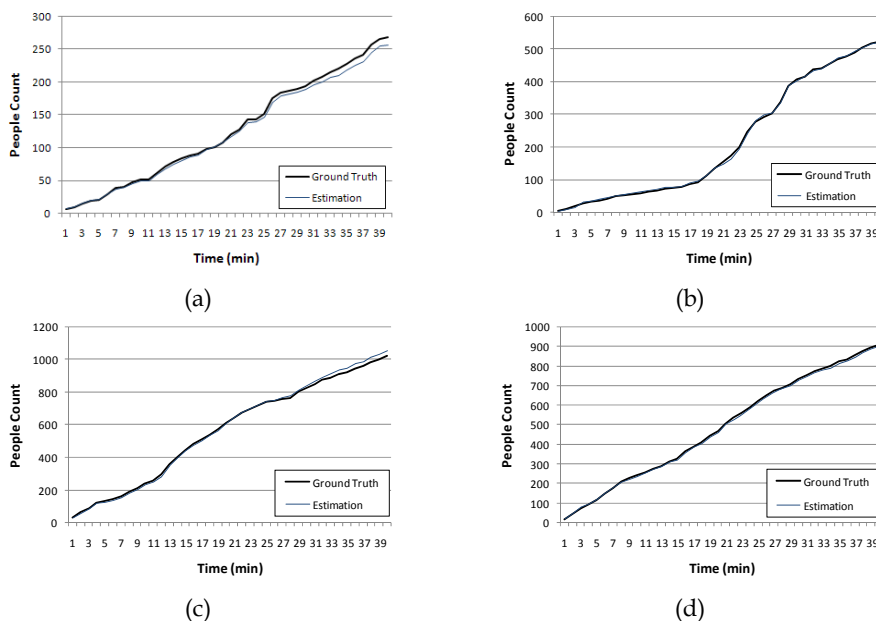 300
250
200
150
100
50
0
People Count
Ground Truth
Estimation
1 3 5 7 9 11 13 15 17 19 21 23 25 27 29 31 33 35 37 39
Time (min)
(a)
600
500
400
300
200
100
0
People Count
Ground Truth
Estimation
1 3 5 7 9 11 13 15 17 19 21 23 25 27 29 31 33 35 37 39
Time (min)
(b)
1200
1000
800
600
400
200
0
People Count
Ground Truth
Estimation
1 3 5 7 9 11 13 15 17 19 21 23 25 27 29 31 33 35 37 39
Time (min)
(c)
1000
900
800
700
600
500
400
300
200
100
0
People Count
Ground Truth
Estimation
1 3 5 7 9 11 13 15 17 19 21 23 25 27 29 31 33 35 37 39
Time (min)
(d)